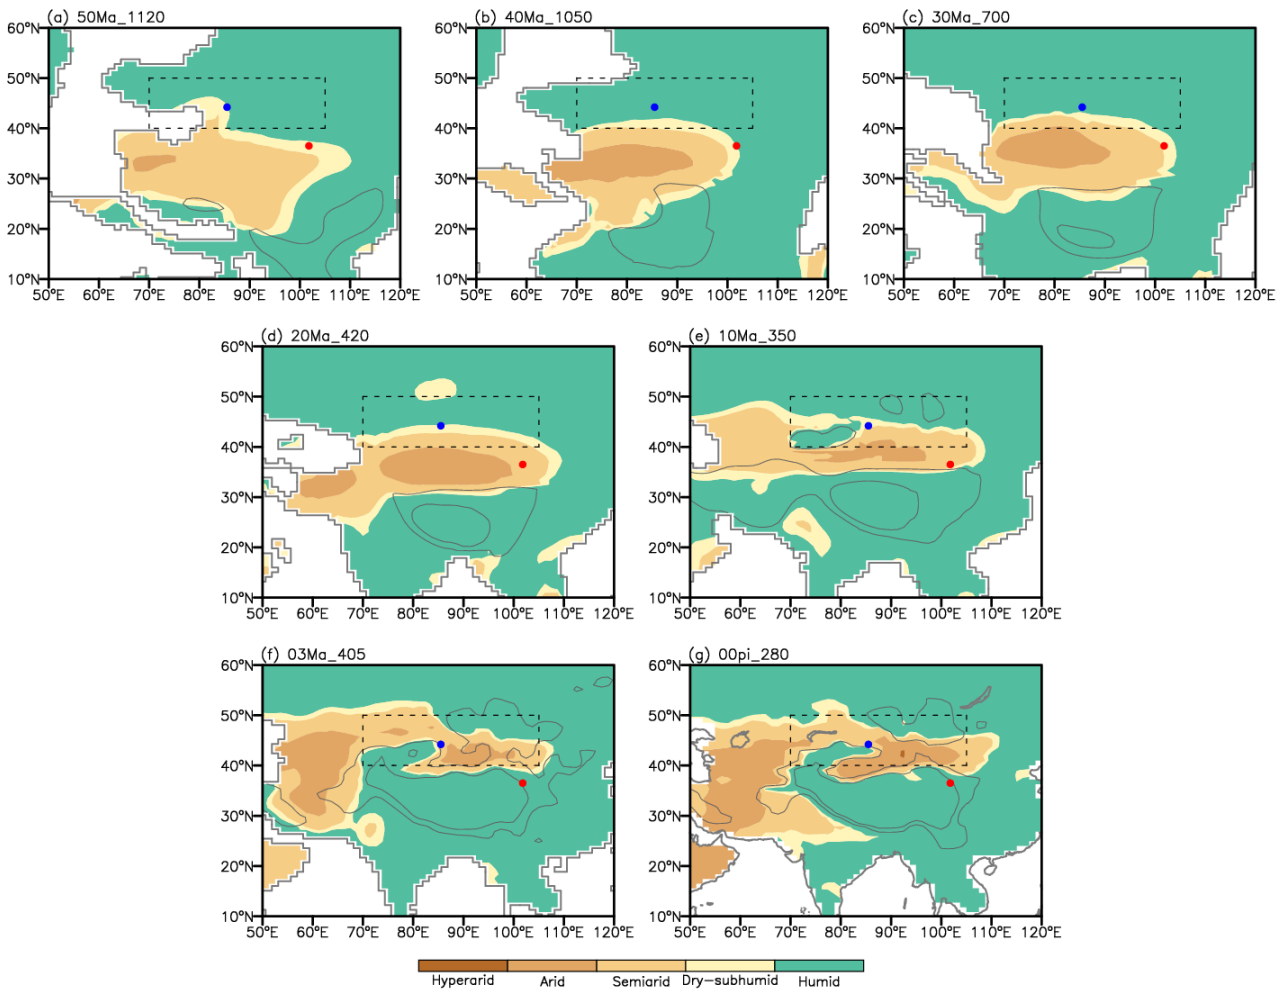 (a) 50Ma_1120
(b) 40Ma_1050
(c) 30Ma_700
60°N
60°N
60°N
50°N
50°N
50°N
40°N
40°N
40°N
30°N
30°N
30°N
20°N
20°N
20°N
10°N
10°N
10°N
50°E 60°E 70°E 80°E 90°E 100°E 110°E 120°E
50°E 60°E 70°E 80°E 90°E 100°E 110°E 120°E
50°E 60°E 70°E 80°E 90°E 100°E 110°E 120°E
(d) 20Ma_420
(e) 10Ma_350
60°N
60°N
50°N
50°N
40°N
40°N
30°N
30°N
20°N
20°N
10°N
10°N
50°E 60°E 70°E 80°E 90°E 100°E 110°E 120°E
50°E 60°E 70°E 80°E 90°E 100°E 110°E 120°E
(f) 03Ma_405
(g) 00pi_280
60°N
60°N
50°N
50°N
40°N
40°N
30°N
30°N
20°N
20°N
10°N
10°N
50°E 60°E 70°E 80°E 90°E 100°E 110°E 120°E
50°E 60°E 70°E 80°E 90°E 100°E 110°E 120°E
Hyperarid Arid Semiarid Dry-subhumid Humid